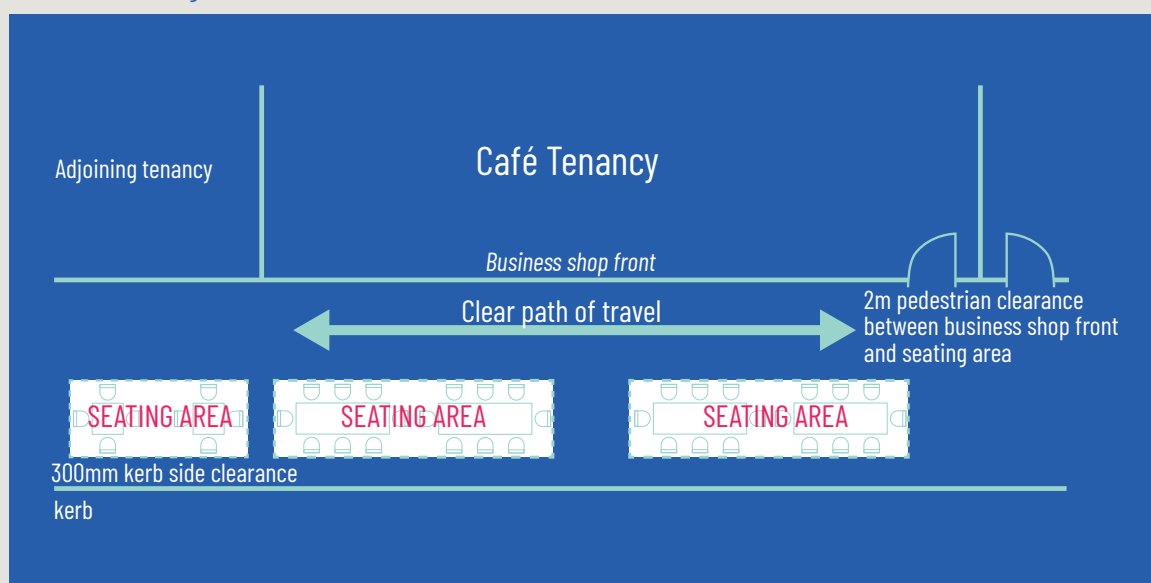 Adjoining tenancy
Café Tenancy
Business shop front
Clear path of travel
2m pedestrian clearance
between business shop front
and seating area
SEATING AREA
SEATING AREA
SEATING AREA
300mm kerb side clearance
kerb